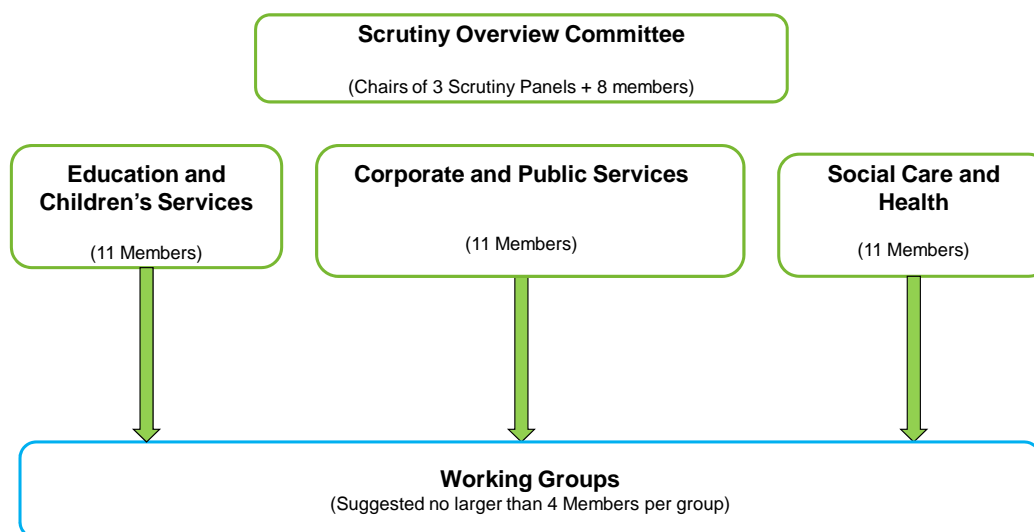 Scrutiny Overview Committee
(Chairs of 3 Scrutiny Panels + 8 members)
Education and
Children’s Services
(11 Members)
Corporate and Public Services
(11 Members)
Social Care and
Health
(11 Members)
Working Groups
(Suggested no larger than 4 Members per group)